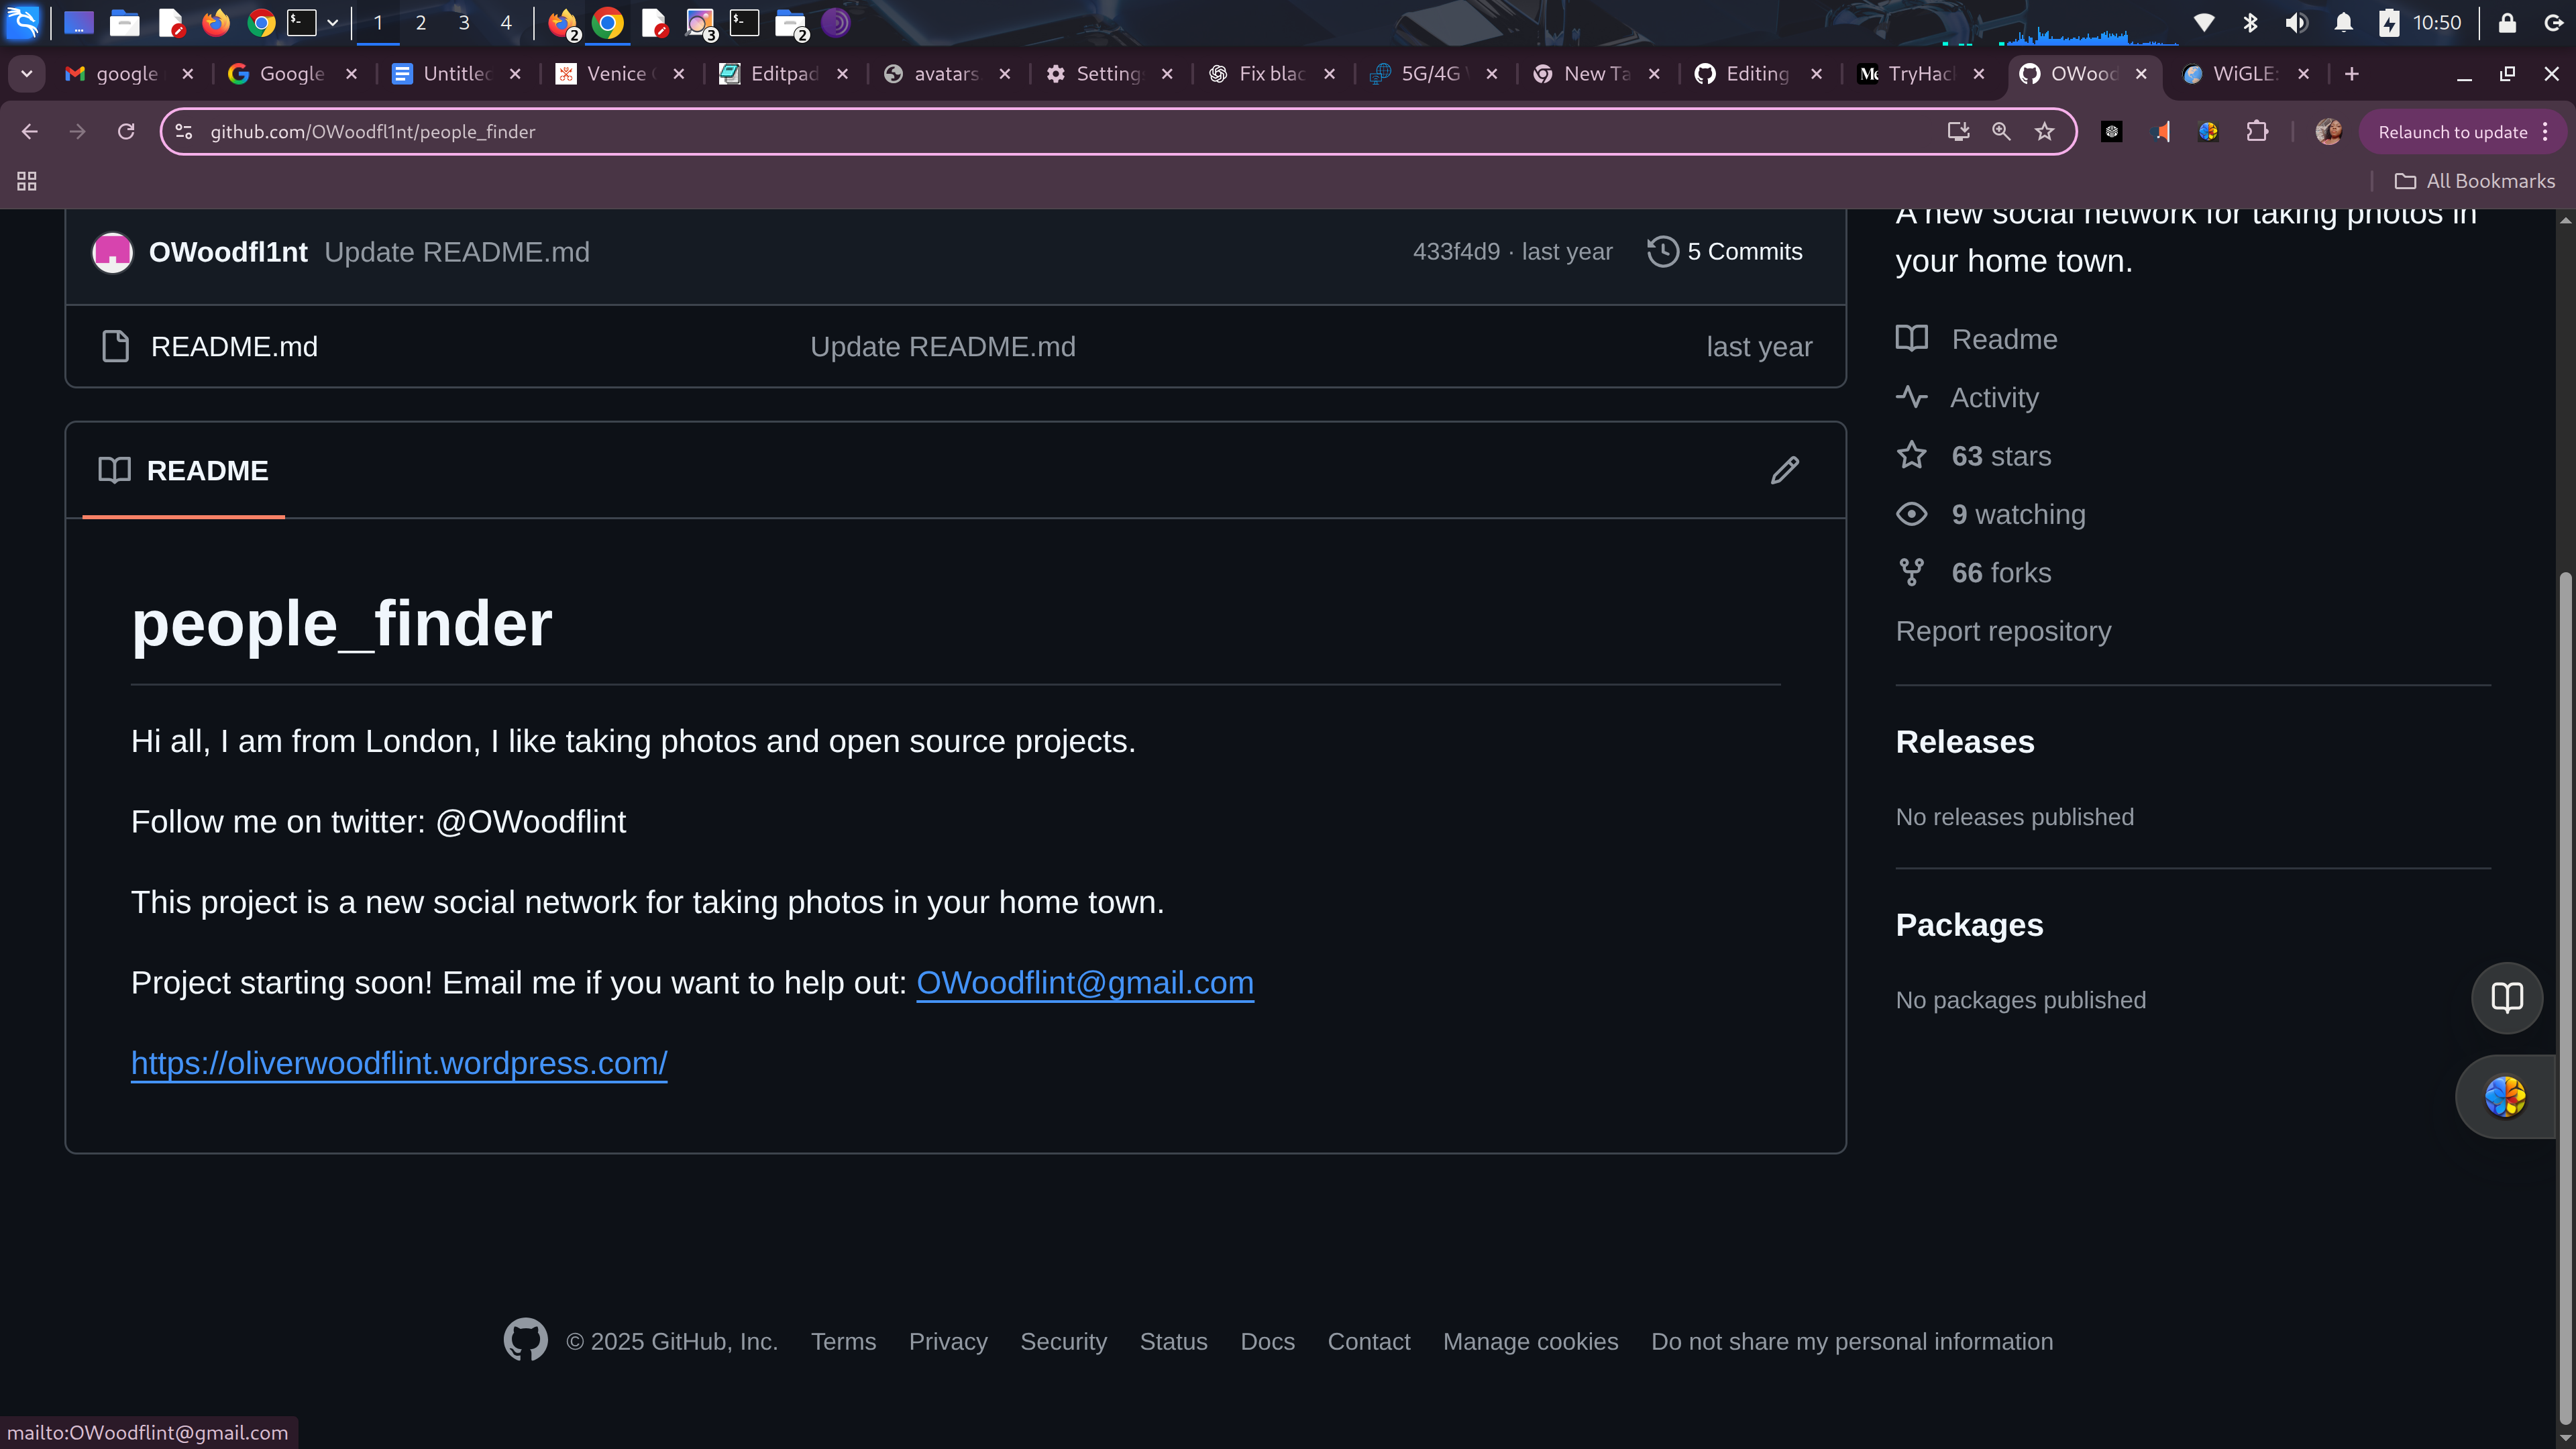 1 2 3 4 2 3 2 10:50
google Google Untitled Venice Editpad avatars Setting Fix blac 5G/4G New Ta Editing TryHac OWood WiGLE:
github.com/OWoodfl1nt/people_finder Relaunch to update
All Bookmarks
OWoodfl1nt Update README.md 433f4d9 · last year 5 Commits
README.md Update README.md last year
README
people_finder
Hi all, I am from London, I like taking photos and open source projects.
Follow me on twitter: @OWoodflint
This project is a new social network for taking photos in your home town.
Project starting soon! Email me if you want to help out: OWoodflint@gmail.com
https://oliverwoodflint.wordpress.com/
A new social network for taking photos in
your home town.
Readme
Activity
63 stars
9 watching
66 forks
Report repository
Releases
No releases published
Packages
No packages published
© 2025 GitHub, Inc. Terms Privacy Security Status Docs Contact Manage cookies Do not share my personal information
mailto:OWoodflint@gmail.com